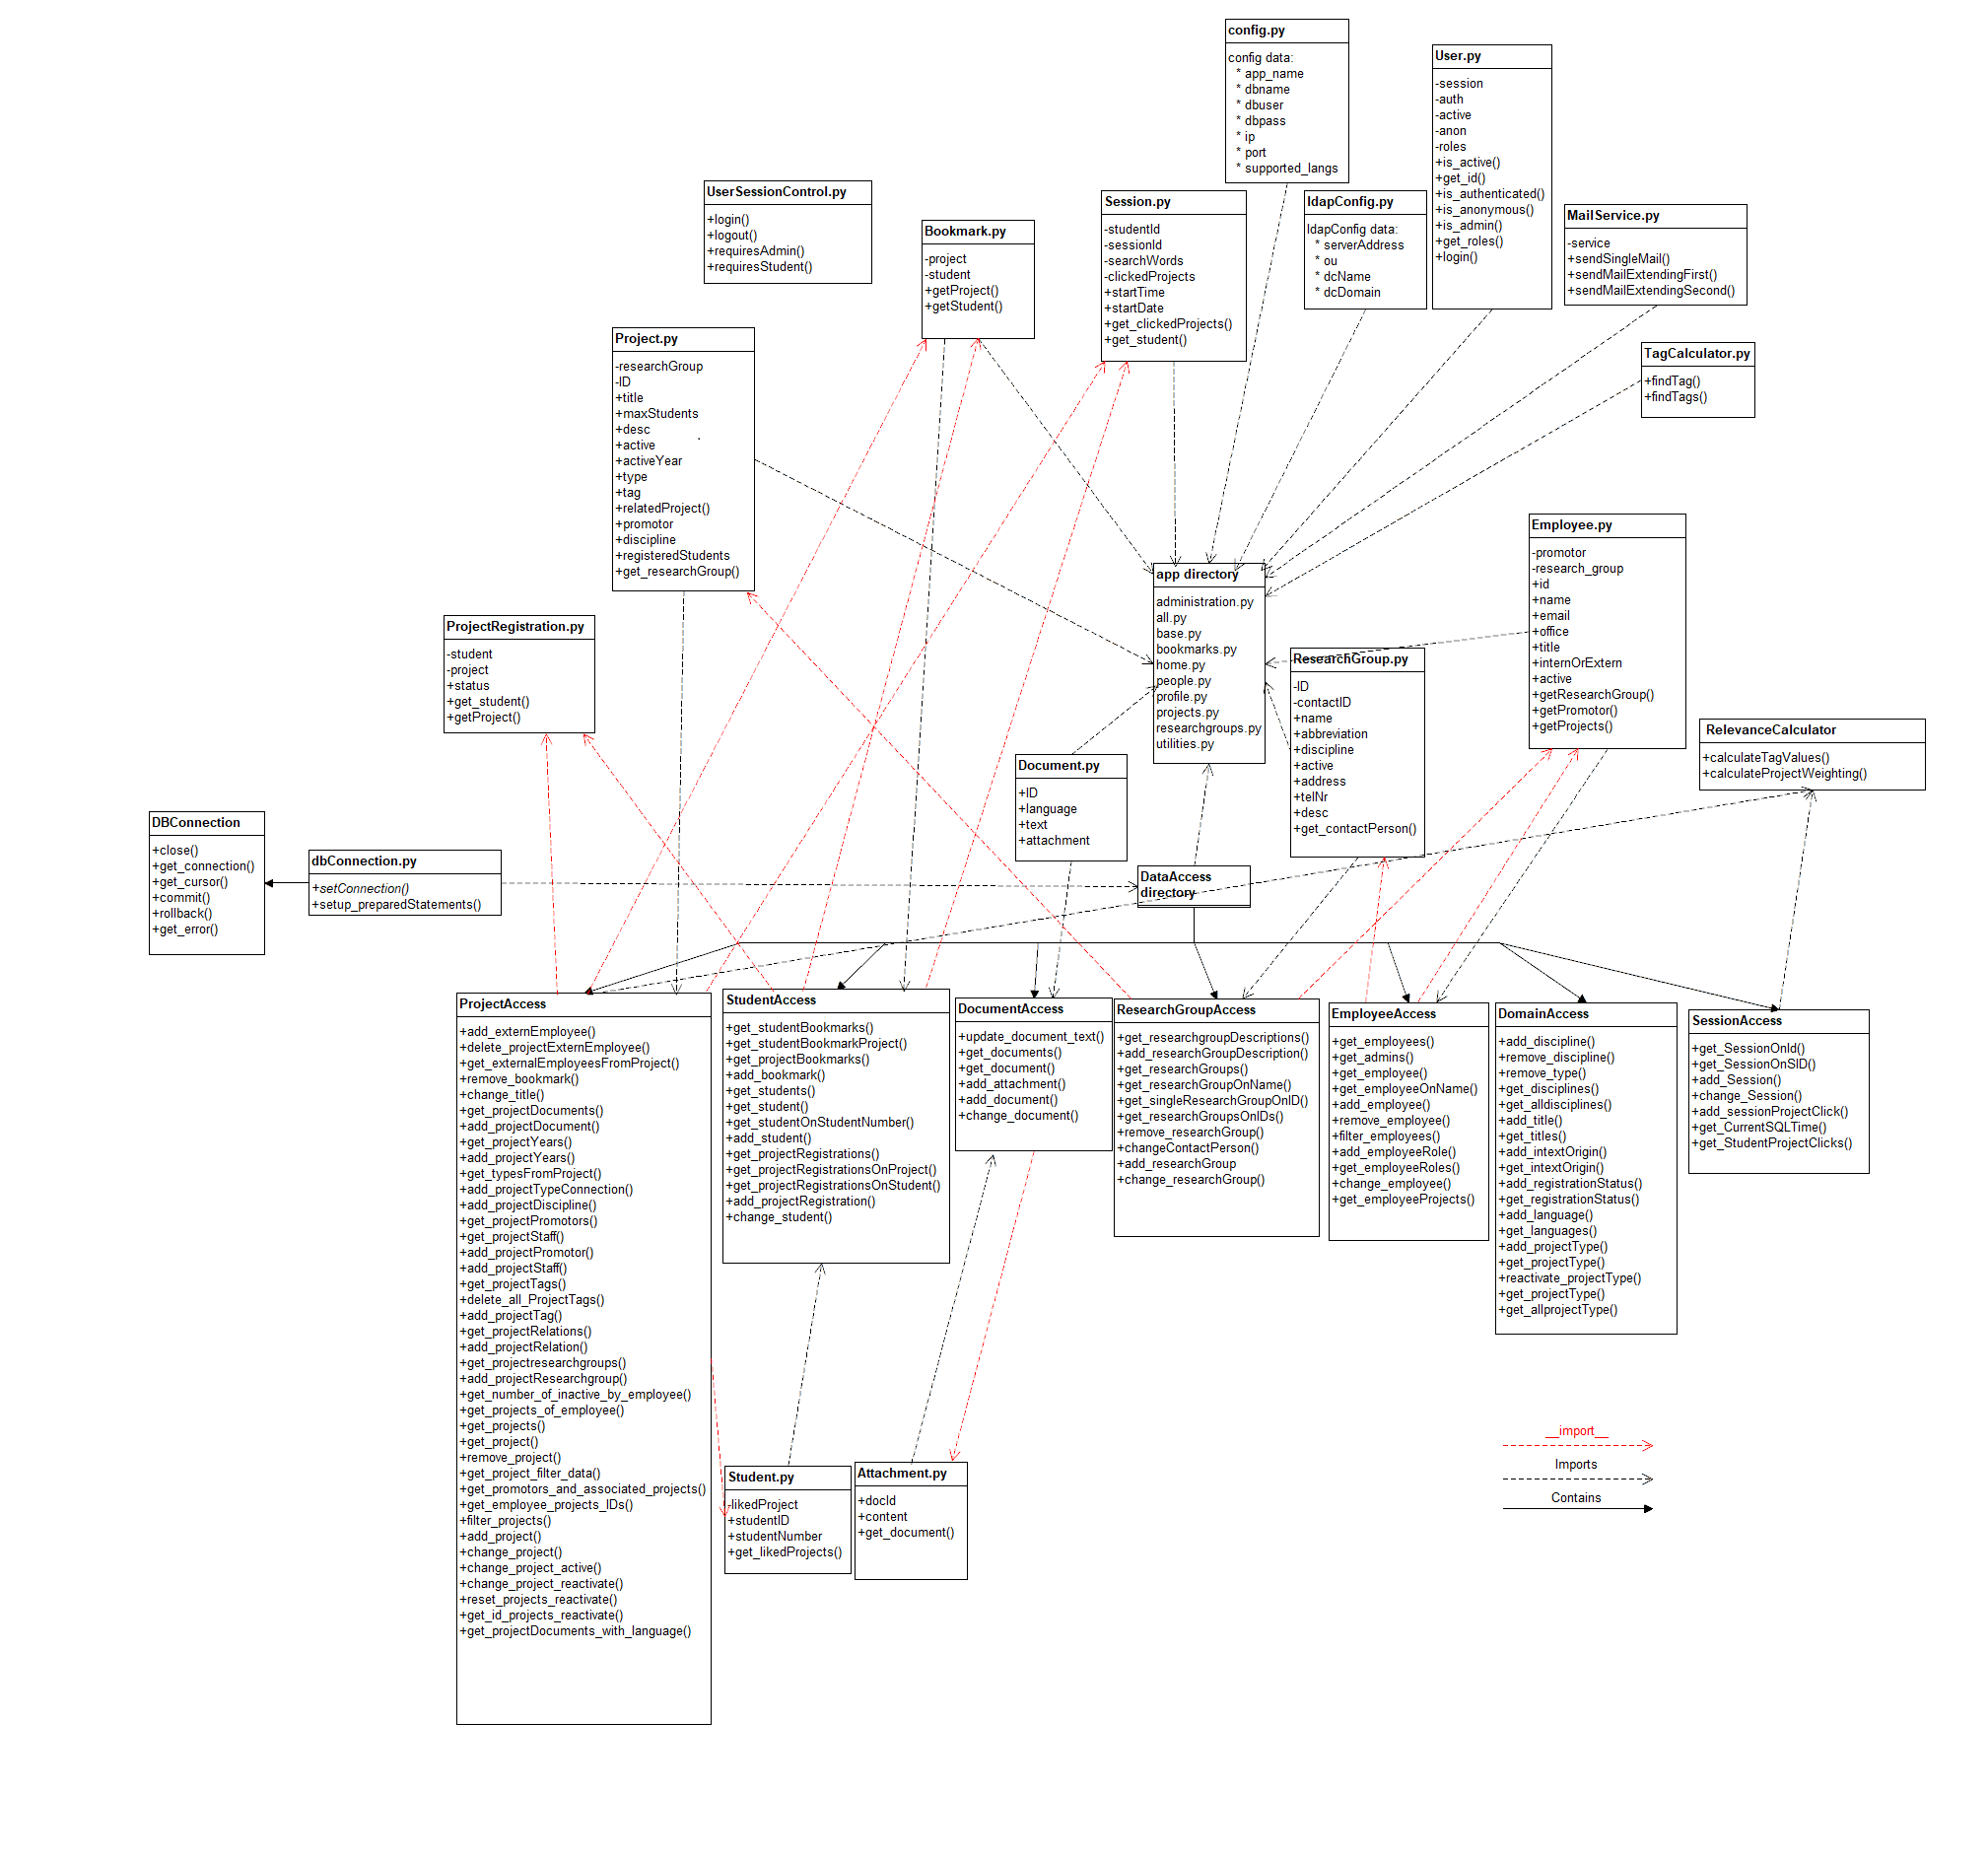 config.py
config data:
* app_name
* dbname
* dbuser
* dbpass
* ip
* port
* supported_langs
User.py
-session
-auth
-active
-anon
-roles
+is_active()
+get_id()
+is_authenticated()
+is_anonymous()
+is_admin()
+get_roles()
+login()
UserSessionControl.py
+login()
+logout()
+requiresAdmin()
+requiresStudent()
Bookmark.py
-project
-student
+getProject()
+getStudent()
Session.py
-studentId
-sessionId
-searchWords
-clickedProjects
+startTime
+startDate
+get_clickedProjects()
+get_student()
ldapConfig.py
ldapConfig data:
* serverAddress
* ou
* dcName
* dcDomain
MailService.py
-service
+sendSingleMail()
+sendMailExtendingFirst()
+sendMailExtendingSecond()
Project.py
-researchGroup
-ID
+title
+maxStudents
+desc
+active
+activeYear
+type
+tag
+relatedProject()
+promotor
+discipline
+registeredStudents
+get_researchGroup()
TagCalculator.py
+findTag()
+findTags()
app directory
administration.py
all.py
base.py
bookmarks.py
home.py
people.py
profile.py
projects.py
researchgroups.py
utilities.py
Employee.py
-promotor
-research_group
+id
+name
+email
+office
+title
+internOrExtern
+active
+getResearchGroup()
+getPromotor()
+getProjects()
ProjectRegistration.py
-student
-project
+status
+get_student()
+getProject()
ResearchGroup.py
-ID
-contactID
+name
+abbreviation
+discipline
+active
+address
+telNr
+desc
+get_contactPerson()
RelevanceCalculator
+calculateTagValues()
+calculateProjectWeighting()
Document.py
+ID
+language
+text
+attachment
DBConnection
+close()
+get_connection()
+get_cursor()
+commit()
+rollback()
+get_error()
dbConnection.py
+setConnection()
+setup_preparedStatements()
DataAccess
directory
ProjectAccess
+add_externEmployee()
+delete_projectExternEmployee()
+get_externalEmployeesFromProject()
+remove_bookmark()
+change_title()
+get_projectDocuments()
+add_projectDocument()
+get_projectYears()
+add_projectYears()
+get_typesFromProject()
+add_projectTypeConnection()
+add_projectDiscipline()
+get_projectPromotors()
+get_projectStaff()
+add_projectPromotor()
+add_projectStaff()
+get_projectTags()
+delete_all_ProjectTags()
+add_projectTag()
+get_projectRelations()
+add_projectRelation()
+get_projectresearchgroups()
+add_projectResearchgroup()
+get_number_of_inactive_by_employee()
+get_projects_of_employee()
+get_projects()
+get_project()
+remove_project()
+get_project_filter_data()
+get_promotors_and_associated_projects()
+get_employee_projects_IDs()
+filter_projects()
+add_project()
+change_project()
+change_project_active()
+change_project_reactivate()
+reset_projects_reactivate()
+get_id_projects_reactivate()
+get_projectDocuments_with_language()
StudentAccess
+get_studentBookmarks()
+get_studentBookmarkProject()
+get_projectBookmarks()
+add_bookmark()
+get_students()
+get_student()
+get_studentOnStudentNumber()
+add_student()
+get_projectRegistrations()
+get_projectRegistrationsOnProject()
+get_projectRegistrationsOnStudent()
+add_projectRegistration()
+change_student()
DocumentAccess
+update_document_text()
+get_documents()
+get_document()
+add_attachment()
+add_document()
+change_document()
ResearchGroupAccess
+get_researchgroupDescriptions()
+add_researchGroupDescription()
+get_researchGroups()
+get_researchGroupOnName()
+get_singleResearchGroupOnID()
+get_researchGroupsOnIDs()
+remove_researchGroup()
+changeContactPerson()
+add_researchGroup
+change_researchGroup()
EmployeeAccess
+get_employees()
+get_admins()
+get_employee()
+get_employeeOnName()
+add_employee()
+remove_employee()
+filter_employees()
+add_employeeRole()
+get_employeeRoles()
+change_employee()
+get_employeeProjects()
DomainAccess
+add_discipline()
+remove_discipline()
+remove_type()
+get_disciplines()
+get_alldisciplines()
+add_title()
+get_titles()
+add_intextOrigin()
+get_intextOrigin()
+add_registrationStatus()
+get_registrationStatus()
+add_language()
+get_languages()
+add_projectType()
+get_projectType()
+reactivate_projectType()
+get_projectType()
+get_allprojectType()
SessionAccess
+get_SessionOnId()
+get_SessionOnSID()
+add_Session()
+change_Session()
+add_sessionProjectClick()
+get_CurrentSQLTime()
+get_StudentProjectClicks()
Student.py
-likedProject
+studentID
+studentNumber
+get_likedProjects()
Attachment.py
+docId
+content
+get_document()
__import__
Imports
Contains